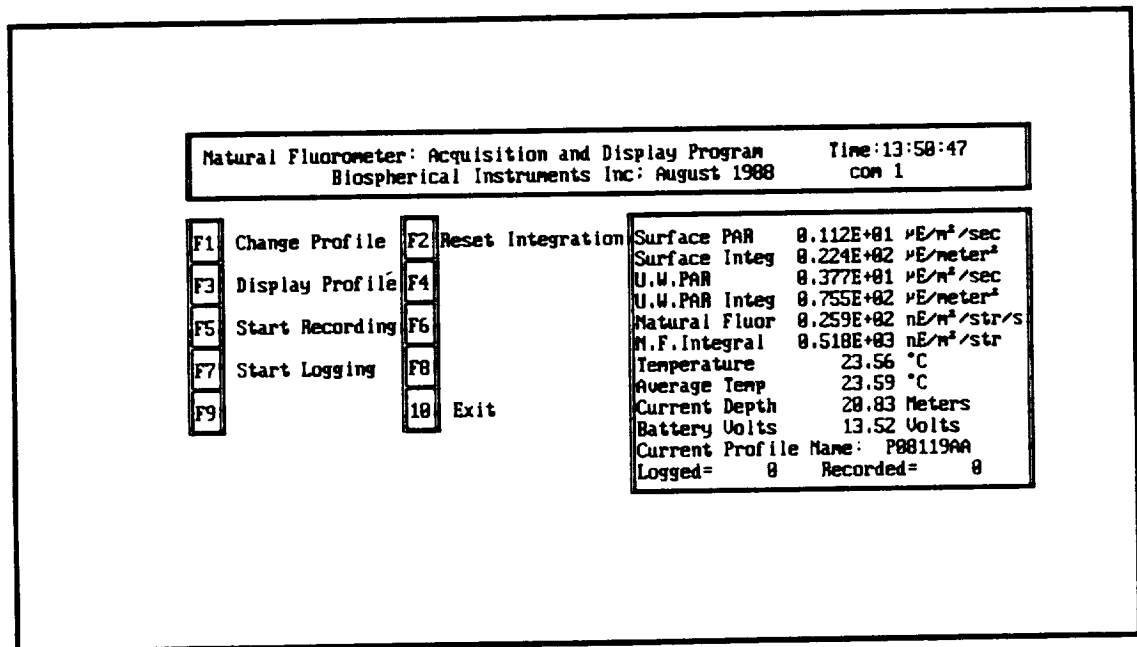 Natural Fluorometer: Acquisition and Display Program Time:13:50:47
Biospherical Instruments Inc: August 1988 com 1
F1 Change Profile F2 Reset Integration
F3 Display Profile F4
F5 Start Recording F6
F7 Start Logging F8
F9 10 Exit
Surface PAR 0.112E+01 µE/m²/sec
Surface Integ 0.224E+02 µE/meter²
U.W.PAR 0.377E+01 µE/m²/sec
U.W.PAR Integ 0.755E+02 µE/meter²
Natural Fluor 0.259E+02 nE/m²/str/s
N.F.Integral 0.518E+03 nE/m²/str
Temperature 23.56 °C
Average Temp 23.59 °C
Current Depth 20.83 Meters
Battery Volts 13.52 Volts
Current Profile Name: P08119AA
Logged= 0 Recorded= 0